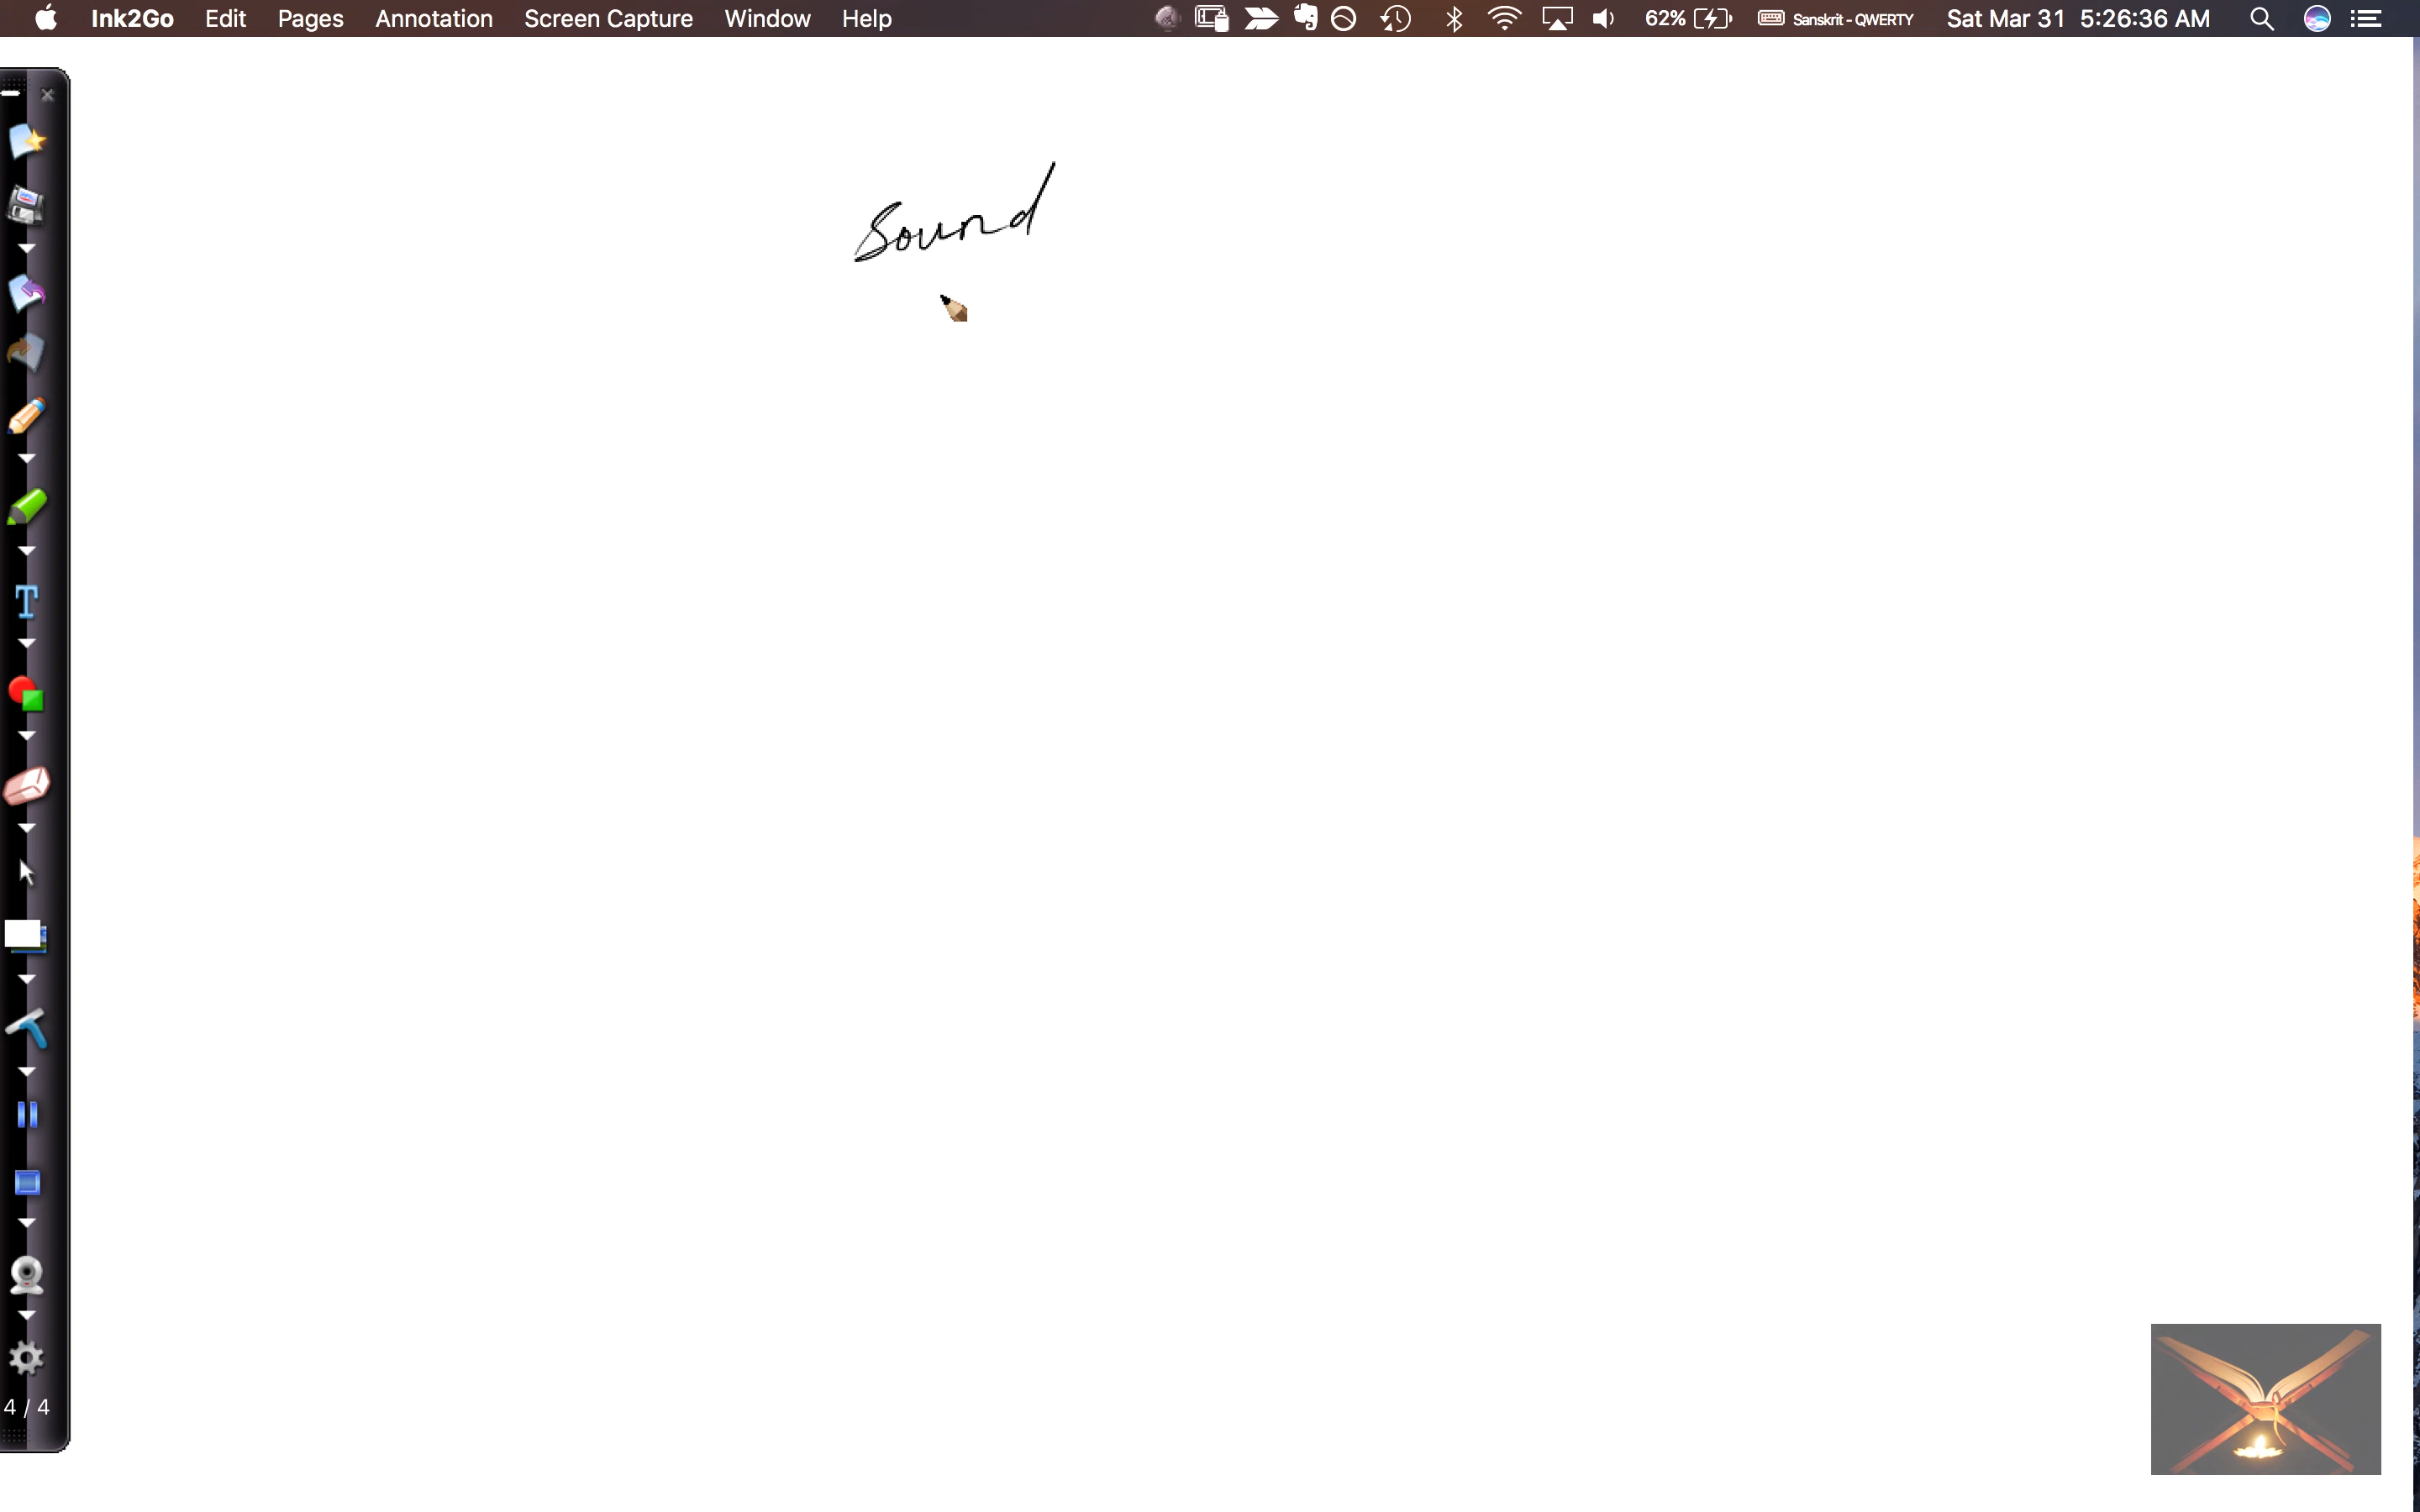 Ink2Go Edit Pages Annotation Screen Capture Window Help 62% Sanskrit - QWERTY Sat Mar 31 5:26:36 AM
Sound
T
4 / 4